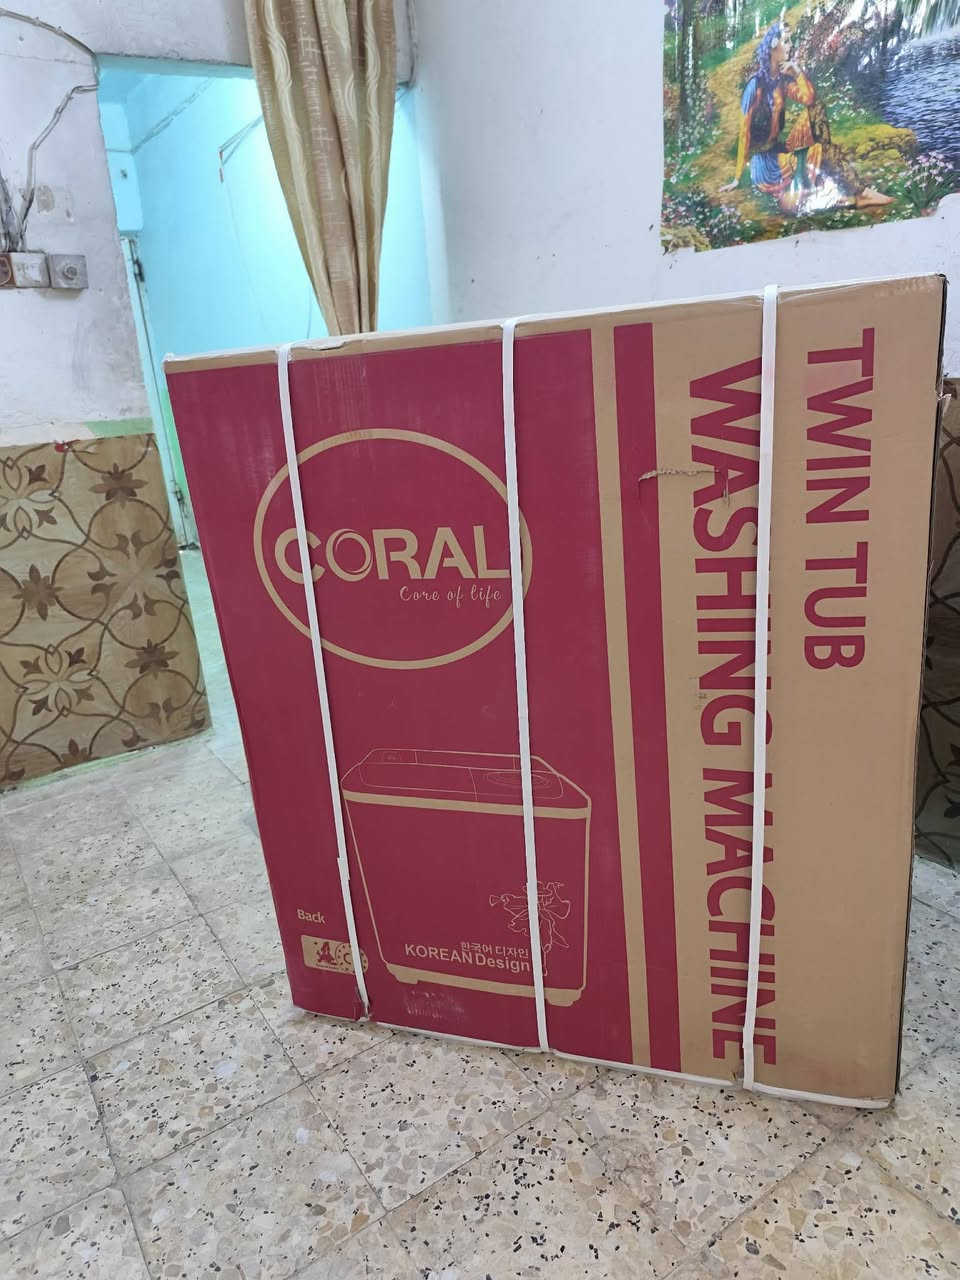 CORAL
Core of life
TWIN TUB
WASHING MACHINE
Back
한국어 디자인
KOREAN Design